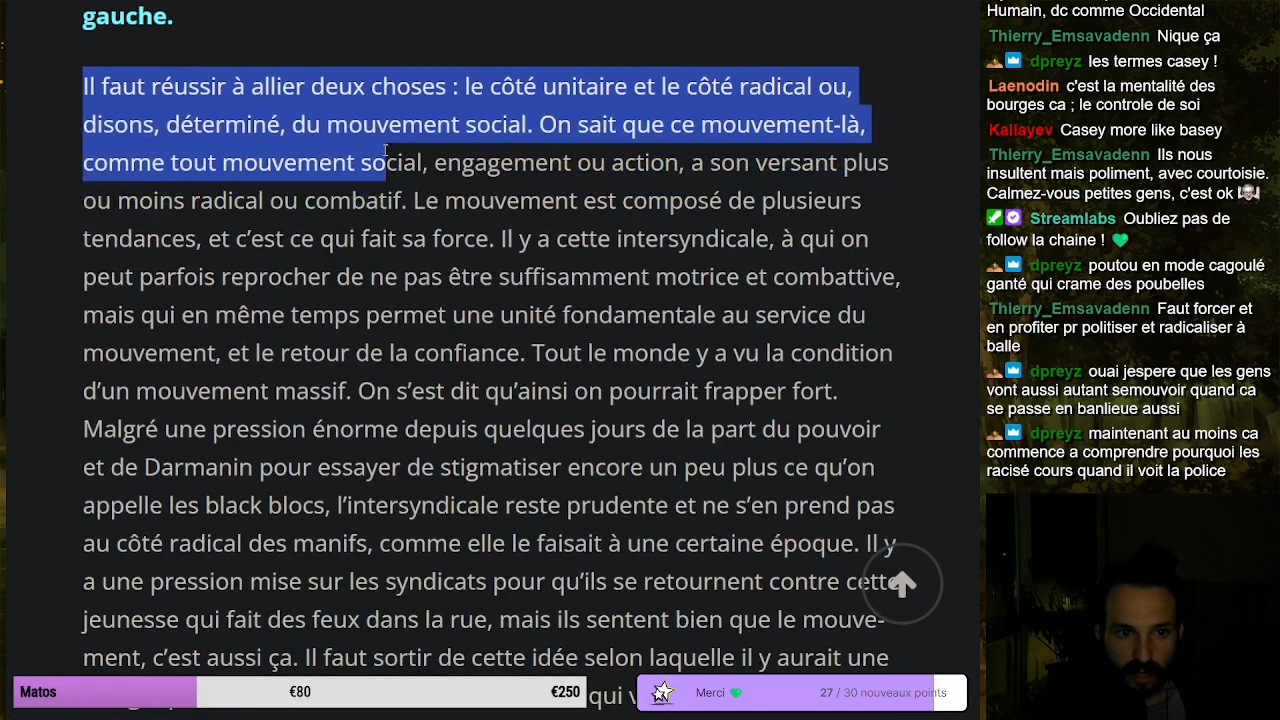 gauche.
Il faut réussir à allier deux choses : le côté unitaire et le côté radical ou,
disons, déterminé, du mouvement social. On sait que ce mouvement-là,
comme tout mouvement social, engagement ou action, a son versant plus
ou moins radical ou combatif. Le mouvement est composé de plusieurs
tendances, et c’est ce qui fait sa force. Il y a cette intersyndicale, à qui on
peut parfois reprocher de ne pas être suffisamment motrice et combattive,
mais qui en même temps permet une unité fondamentale au service du
mouvement, et le retour de la confiance. Tout le monde y a vu la condition
d’un mouvement massif. On s’est dit qu’ainsi on pourrait frapper fort.
Malgré une pression énorme depuis quelques jours de la part du pouvoir
et de Darmanin pour essayer de stigmatiser encore un peu plus ce qu’on
appelle les black blocs, l’intersyndicale reste prudente et ne s’en prend pas
au côté radical des manifs, comme elle le faisait à une certaine époque. Il y
a une pression mise sur les syndicats pour qu’ils se retournent contre cette
jeunesse qui fait des feux dans la rue, mais ils sentent bien que le mouve-
ment, c’est aussi ça. Il faut sortir de cette idée selon laquelle il y aurait une
qui
Matos
€80
€250
Merci
27 / 30 nouveaux points
Humain, dc comme Occidental
Thierry_Emsavadenn Nique ça
dpreyz les termes casey !
Laenodin c'est la mentalité des
bourges ca ; le controle de soi
Kallayev Casey more like basey
Thierry_Emsavadenn Ils nous
insultent mais poliment, avec courtoisie.
Calmez-vous petites gens, c'est ok
Streamlabs Oubliez pas de
follow la chaine !
dpreyz poutou en mode cagoulé
ganté qui crame des poubelles
Thierry_Emsavadenn Faut forcer et
en profiter pr politiser et radicaliser à
balle
dpreyz ouai jespere que les gens
vont aussi autant semouvoir quand ca
se passe en banlieue aussi
dpreyz maintenant au moins ca
commence a comprendre pourquoi les
racisé cours quand il voit la police